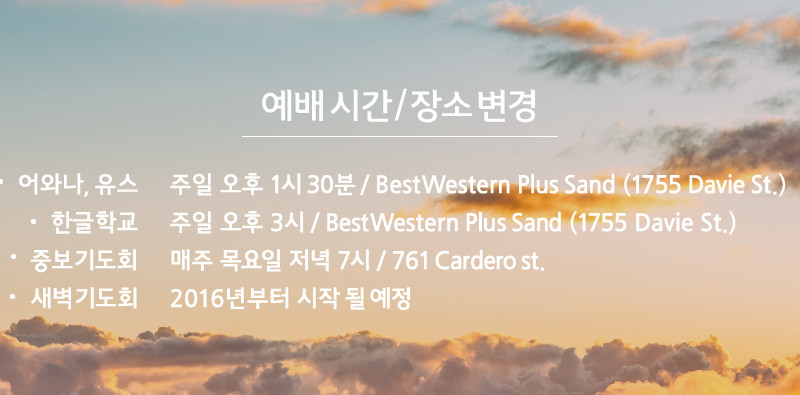 예배 시간/장소 변경
• 어와나, 유스 주일 오후 1시 30분 / BestWestern Plus Sand (1755 Davie St.)
• 한글학교 주일 오후 3시 / BestWestern Plus Sand (1755 Davie St.)
• 중보기도회 매주 목요일 저녁 7시 / 761 Cardero st.
• 새벽기도회 2016년부터 시작 될 예정